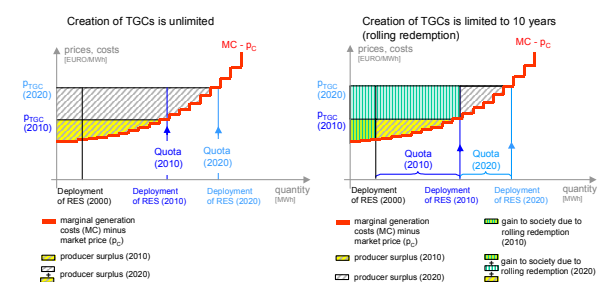 Creation of TGCs is unlimited
prices, costs
[EURO/MWh]
MC - pC
pTGC
(2020)
pTGC
(2010)
Quota
(2010)
Quota
(2020)
Deployment
of RES (2000)
Deployment
of RES (2010)
Deployment
of RES (2020)
quantity
[MWh]
marginal generation
costs (MC) minus
market price (pC)
producer surplus (2010)
producer surplus (2020)
+
Creation of TGCs is limited to 10 years
(rolling redemption)
prices, costs
[EURO/MWh]
MC - pC
pTGC
(2020)
pTGC
(2010)
Quota
(2010)
Quota
(2020)
Deployment
of RES (2000)
Deployment
of RES (2010)
Deployment
of RES (2020)
quantity
[MWh]
marginal generation
costs (MC) minus
market price (pC)
producer surplus (2010)
producer surplus (2020)
gain to society due to
rolling redemption
(2010)
gain to society due to
rolling redemption (2020)
+
+